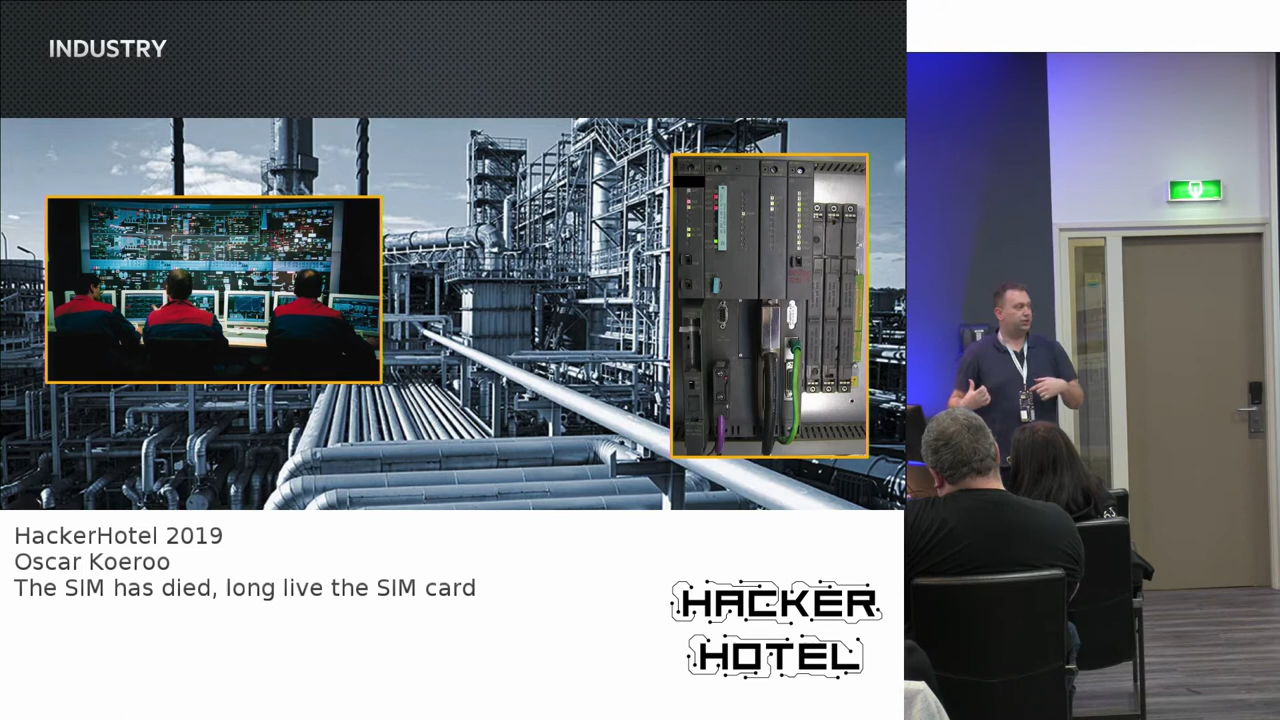 INDUSTRY
HackerHotel 2019
Oscar Koeroo
The SIM has died, long live the SIM card
HACKER
HOTEL